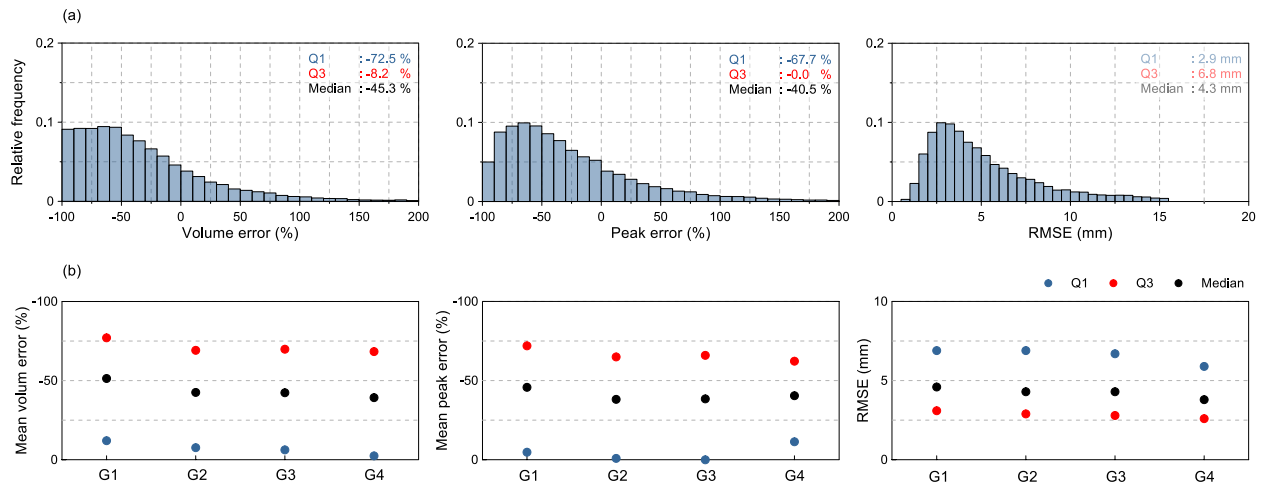 (a)
0.2
0.1
0
Relative frequency
Q1 : -72.5 %
Q3 : -8.2 %
Median : -45.3 %
-100 -50 0 50 100 150 200
Volume error (%)
0.2
0.1
0
Q1 : -67.7 %
Q3 : -0.0 %
Median : -40.5 %
-100 -50 0 50 100 150 200
Peak error (%)
0.2
0.1
0
Q1 : 2.9 mm
Q3 : 6.8 mm
Median : 4.3 mm
0 5 10 15 20
RMSE (mm)
(b)
Q1 Q3 Median
-100
-50
0
Mean volum error (%)
G1 G2 G3 G4
-100
-50
0
Mean peak error (%)
G1 G2 G3 G4
10
5
0
RMSE (mm)
G1 G2 G3 G4